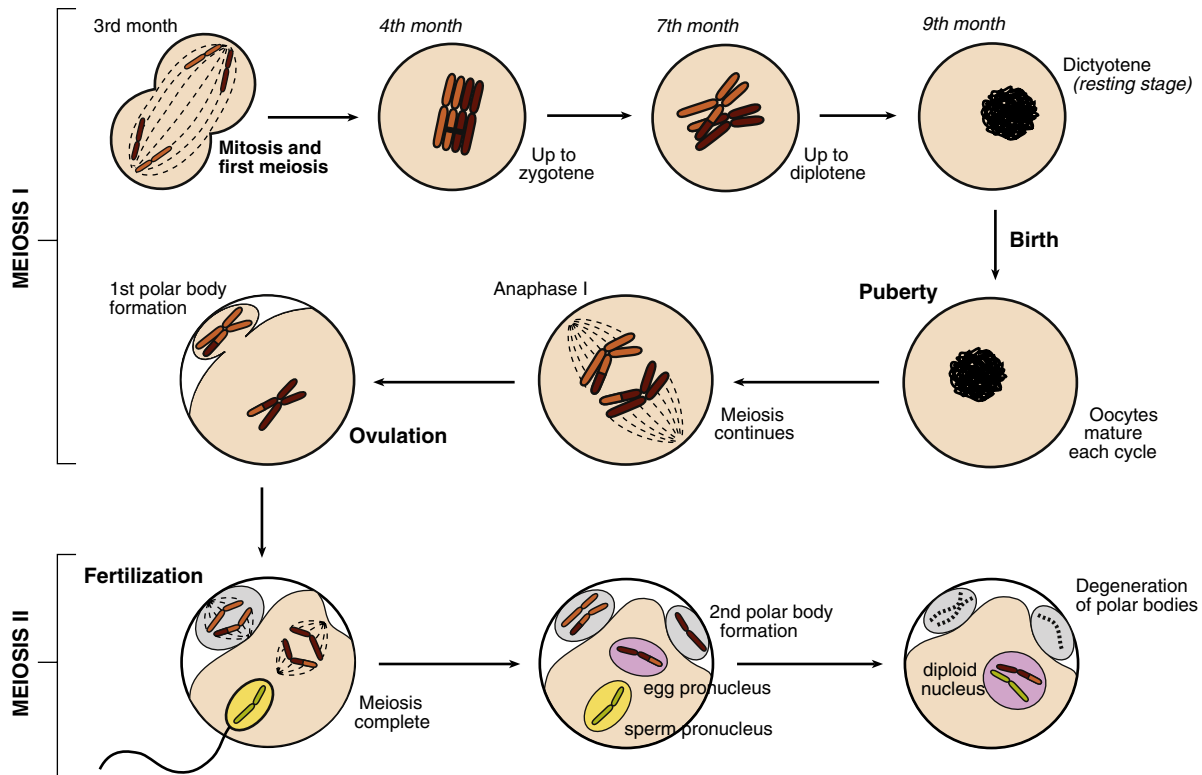 MEIOSIS I
3rd month
4th month
7th month
9th month
Mitosis and
first meiosis
Up to
zygotene
Up to
diplotene
Dictyotene
(resting stage)
Birth
1st polar body
formation
Anaphase I
Puberty
Ovulation
Meiosis
continues
Oocytes
mature
each cycle
MEIOSIS II
Fertilization
Meiosis
complete
2nd polar body
formation
egg pronucleus
sperm pronucleus
Degeneration
of polar bodies
diploid
nucleus